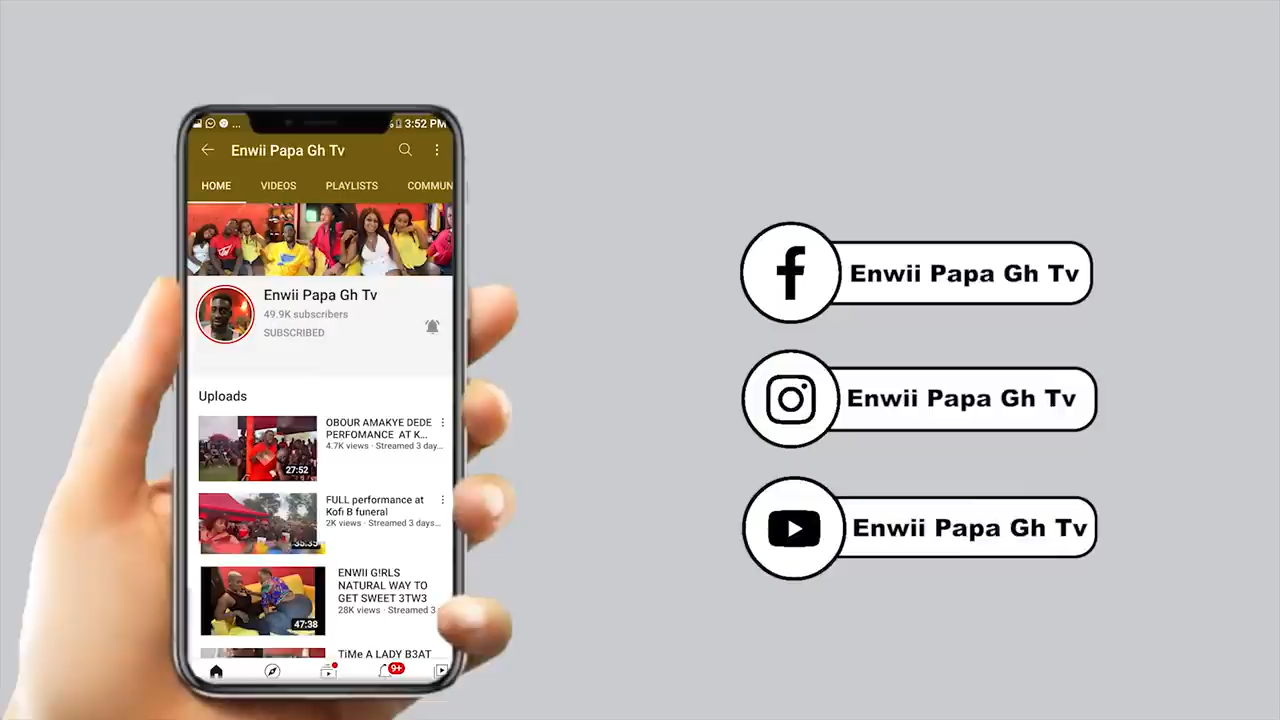 ... 3:52 PM
Enwii Papa Gh Tv
HOME VIDEOS PLAYLISTS COMMUN
Enwii Papa Gh Tv
49.9K subscribers
SUBSCRIBED
Uploads
OBOUR AMAKYE DEDE
PERFOMANCE AT K...
4.7K views · Streamed 3 day...
27:52
FULL performance at
Kofi B funeral
2K views · Streamed 3 days...
35:35
ENWII G!RLS
NATURAL WAY TO
GET SWEET 3TW3
28K views · Streamed 3
47:38
TiMe A LADY B3AT
9+
Enwii Papa Gh Tv
Enwii Papa Gh Tv
Enwii Papa Gh Tv